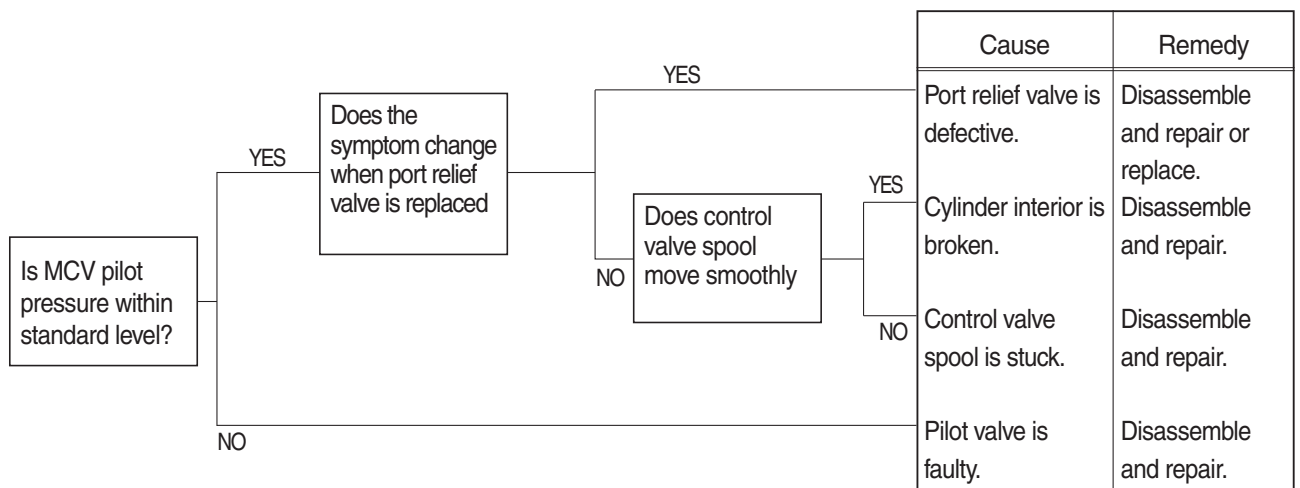 Cause
Remedy
YES
Port relief valve is
defective.
Disassemble
and repair or
replace.
Does the
symptom change
when port relief
valve is replaced
YES
YES
Does control
valve spool
move smoothly
Cylinder interior is
broken.
Disassemble
and repair.
Is MCV pilot
pressure within
standard level?
NO
NO
Control valve
spool is stuck.
Disassemble
and repair.
NO
Pilot valve is
faulty.
Disassemble
and repair.